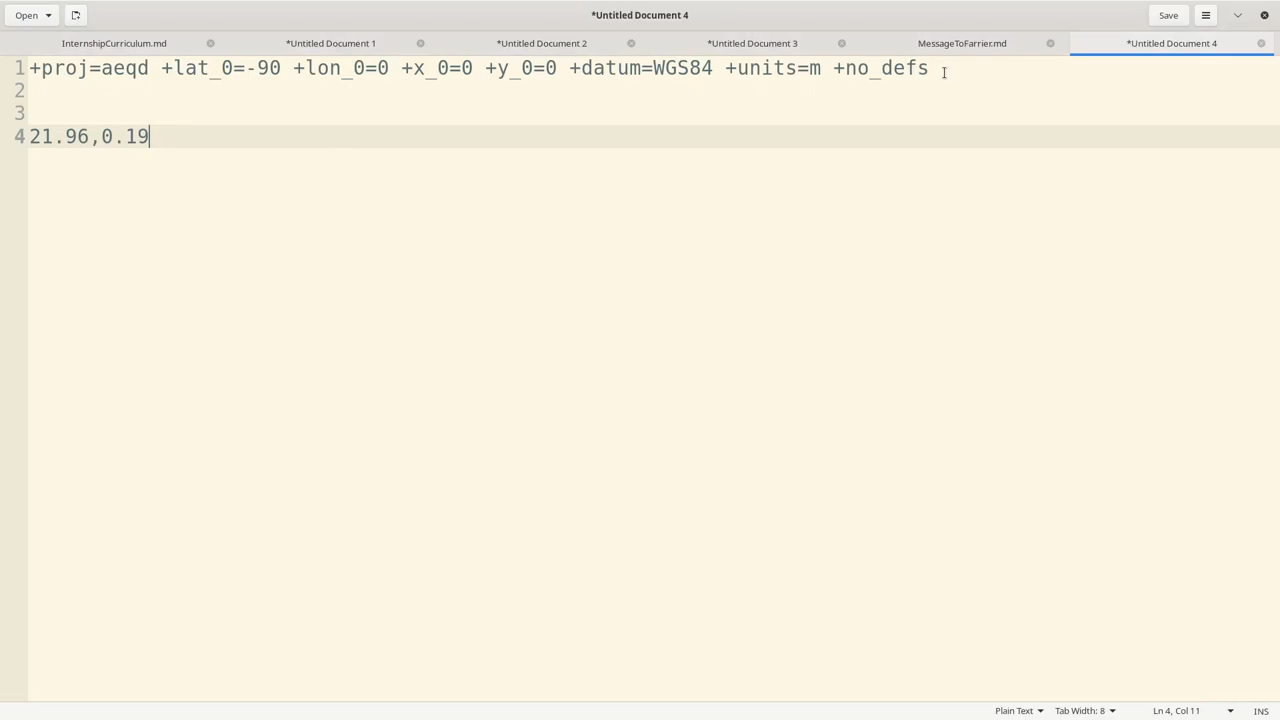 Open
*Untitled Document 4
Save
InternshipCurriculum.md
*Untitled Document 1
*Untitled Document 2
*Untitled Document 3
MessageToFarrier.md
*Untitled Document 4
1 +proj=aeqd +lat_0=-90 +lon_0=0 +x_0=0 +y_0=0 +datum=WGS84 +units=m +no_defs
2
3
4 21.96,0.19
Plain Text
Tab Width: 8
Ln 4, Col 11
INS